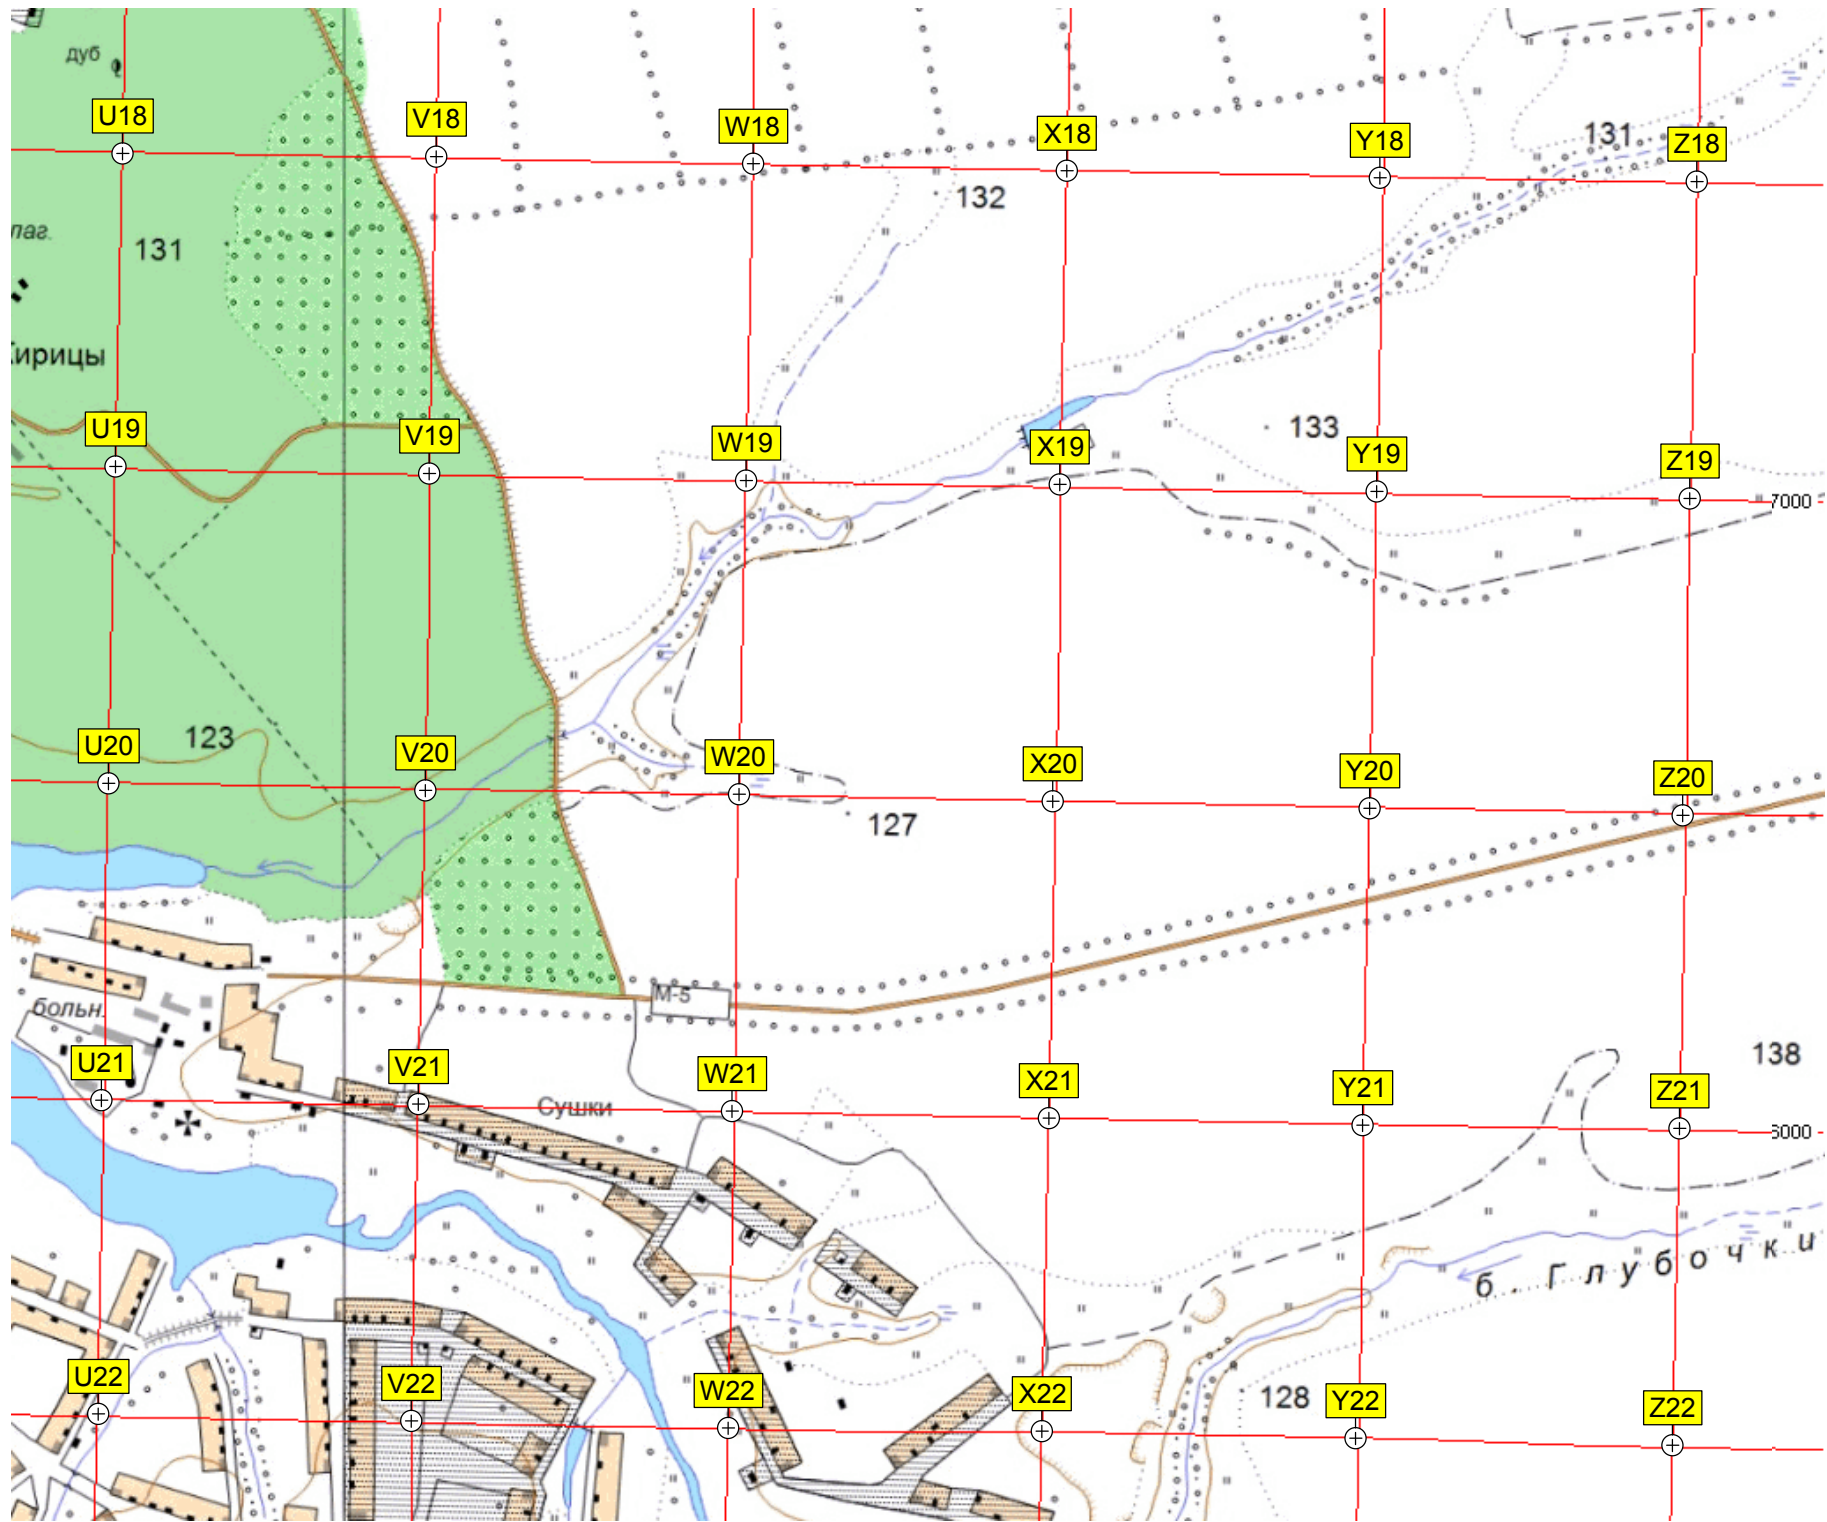 дуб
U18
V18
W18
X18
Y18
Z18
131
132
лаг.
131
Кирицы
133
U19
V19
W19
X19
Y19
Z19
7000
123
U20
V20
W20
X20
Y20
Z20
127
М-5
больн.
138
U21
V21
W21
X21
Y21
Z21
Сушки
6000
б. Глубочки
128
U22
V22
W22
X22
Y22
Z22